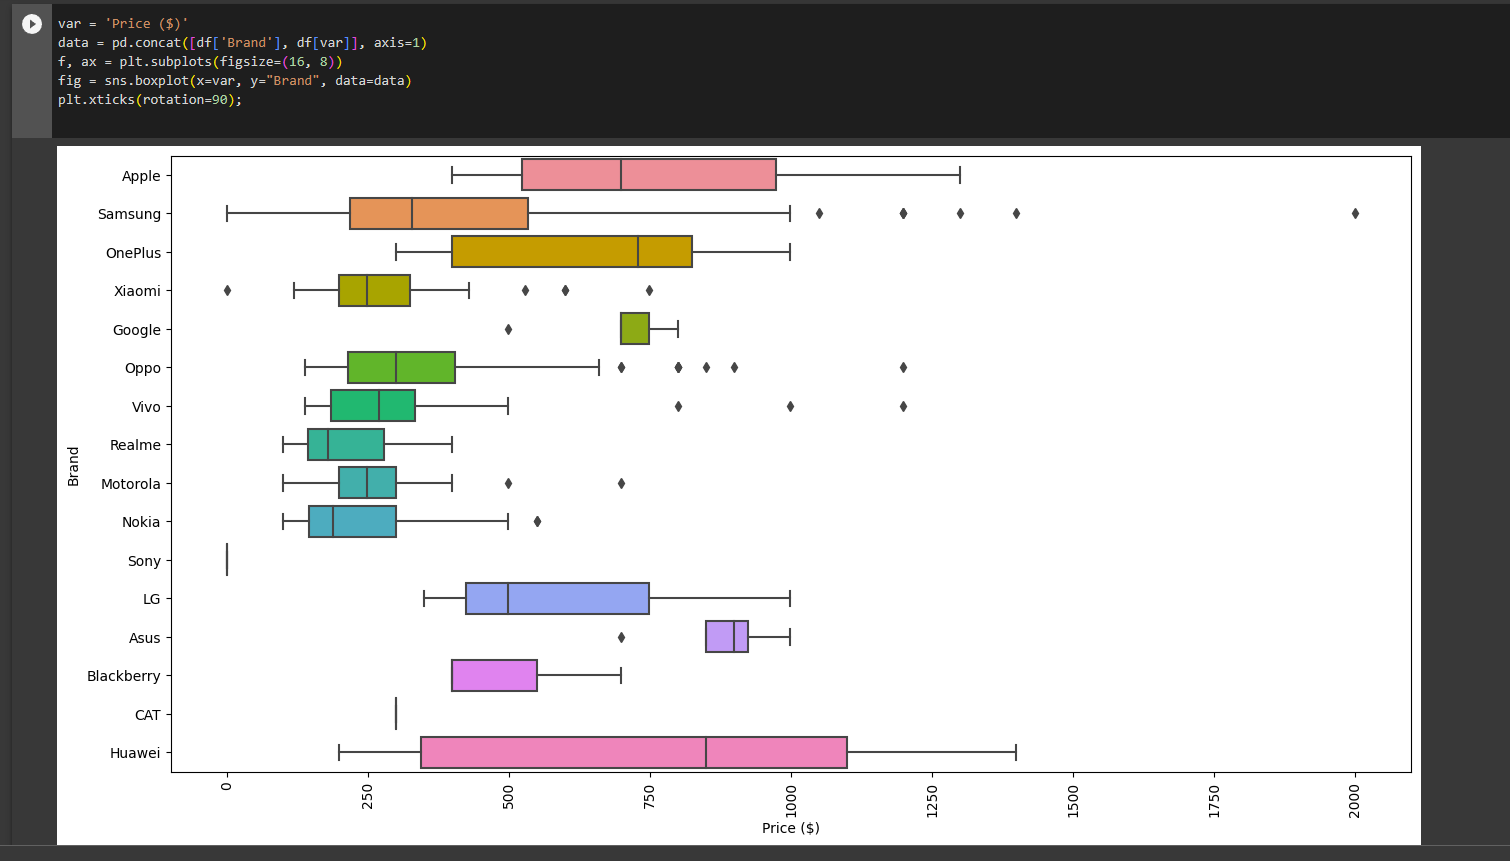 var = 'Price ($)'
data = pd.concat([df['Brand'], df[var]], axis=1)
f, ax = plt.subplots(figsize=(16, 8))
fig = sns.boxplot(x=var, y="Brand", data=data)
plt.xticks(rotation=90);
Apple
Samsung
OnePlus
Xiaomi
Google
Oppo
Vivo
Realme
Motorola
Nokia
Sony
LG
Asus
Blackberry
CAT
Huawei
Brand
0
250
500
750
1000
1250
1500
1750
2000
Price ($)